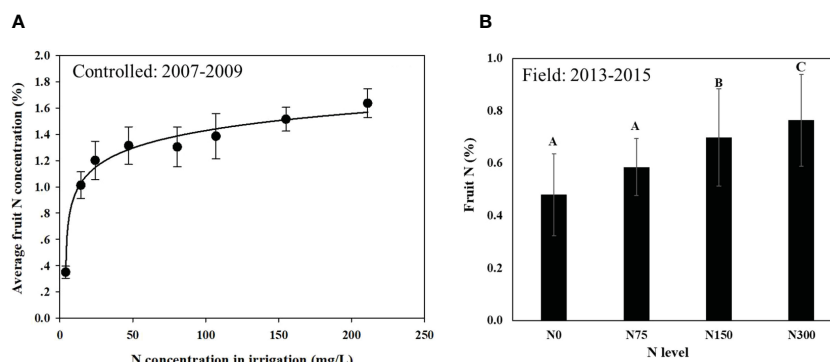 A
Controlled: 2007-2009
Average fruit N concentration (%)
2.0
1.8
1.6
1.4
1.2
1.0
.8
.6
.4
.2
0.0
0
50
100
150
200
250
N concentration in irrigation (mg/L)
B
Field: 2013-2015
Fruit N (%)
1.0
0.8
0.6
0.4
0.2
0.0
A
A
B
C
N0
N75
N150
N300
N level